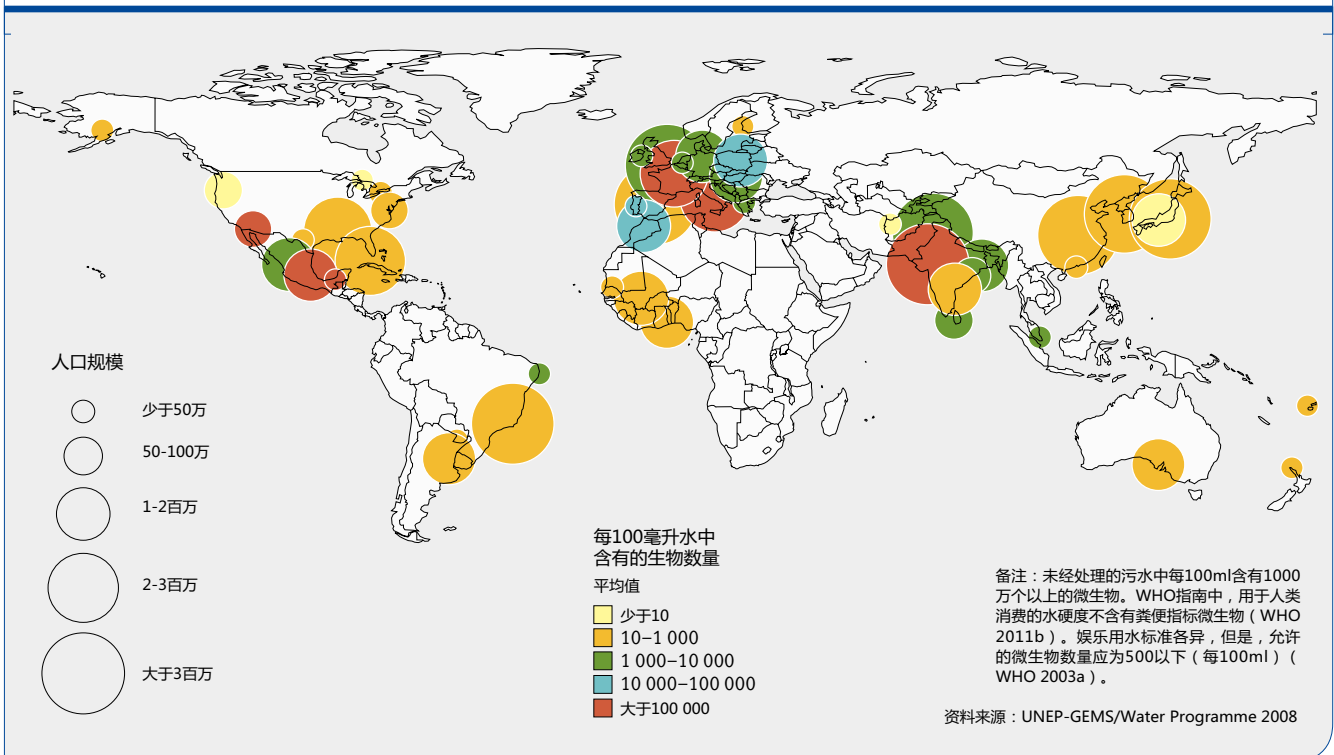 人口规模
少于50万
50-100万
1-2百万
2-3百万
大于3百万
每100毫升水中
含有的生物数量
平均值
少于10
10–1 000
1 000–10 000
10 000–100 000
大于100 000
备注：未经处理的污水中每100ml含有1000
万个以上的微生物。WHO指南中，用于人类
消费的水硬度不含有粪便指标微生物（WHO
2011b）。娱乐用水标准各异，但是，允许
的微生物数量应为500以下（每100ml）（
WHO 2003a）。
资料来源：UNEP-GEMS/Water Programme 2008